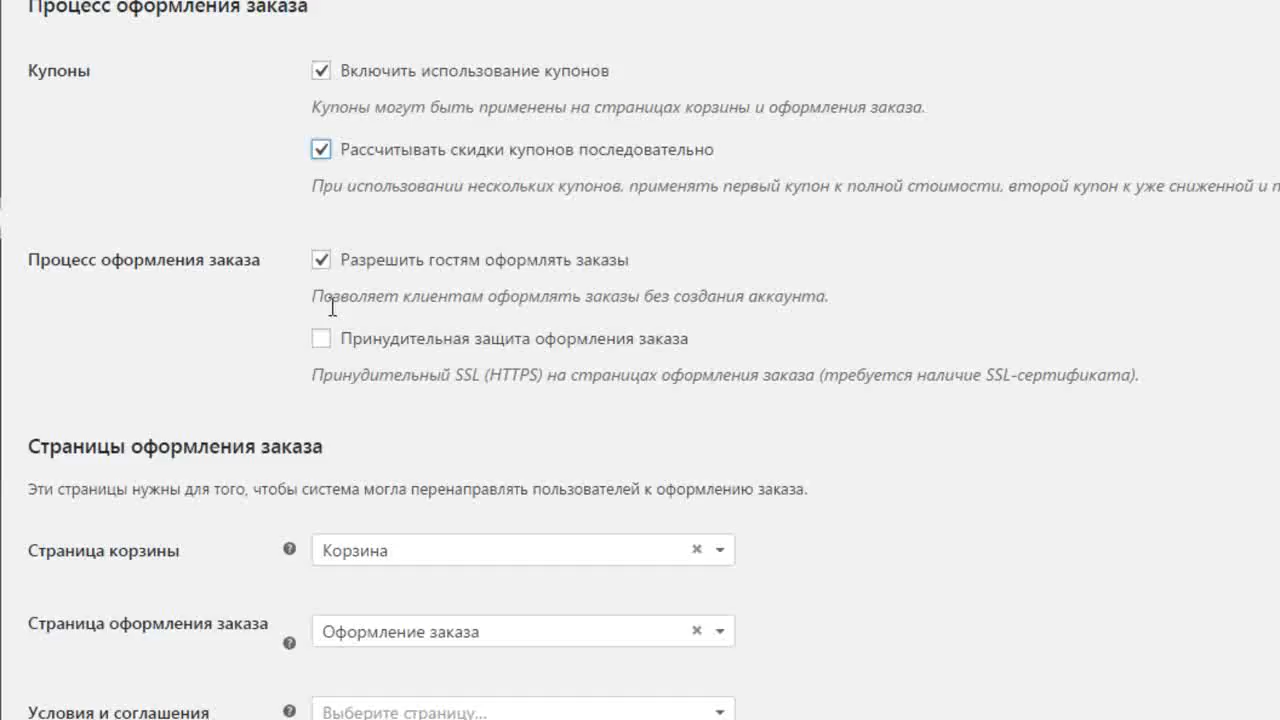 Процесс оформления заказа
Купоны
Включить использование купонов
Купоны могут быть применены на страницах корзины и оформления заказа.
Рассчитывать скидки купонов последовательно
При использовании нескольких купонов, применять первый купон к полной стоимости, второй купон к уже сниженной и
Процесс оформления заказа
Разрешить гостям оформлять заказы
Позволяет клиентам оформлять заказы без создания аккаунта.
Принудительная защита оформления заказа
Принудительный SSL (HTTPS) на страницах оформления заказа (требуется наличие SSL-сертификата).
Страницы оформления заказа
Эти страницы нужны для того, чтобы система могла перенаправлять пользователей к оформлению заказа.
Страница корзины
Корзина
Страница оформления заказа
Оформление заказа
Условия и соглашения
Выберите страницу...